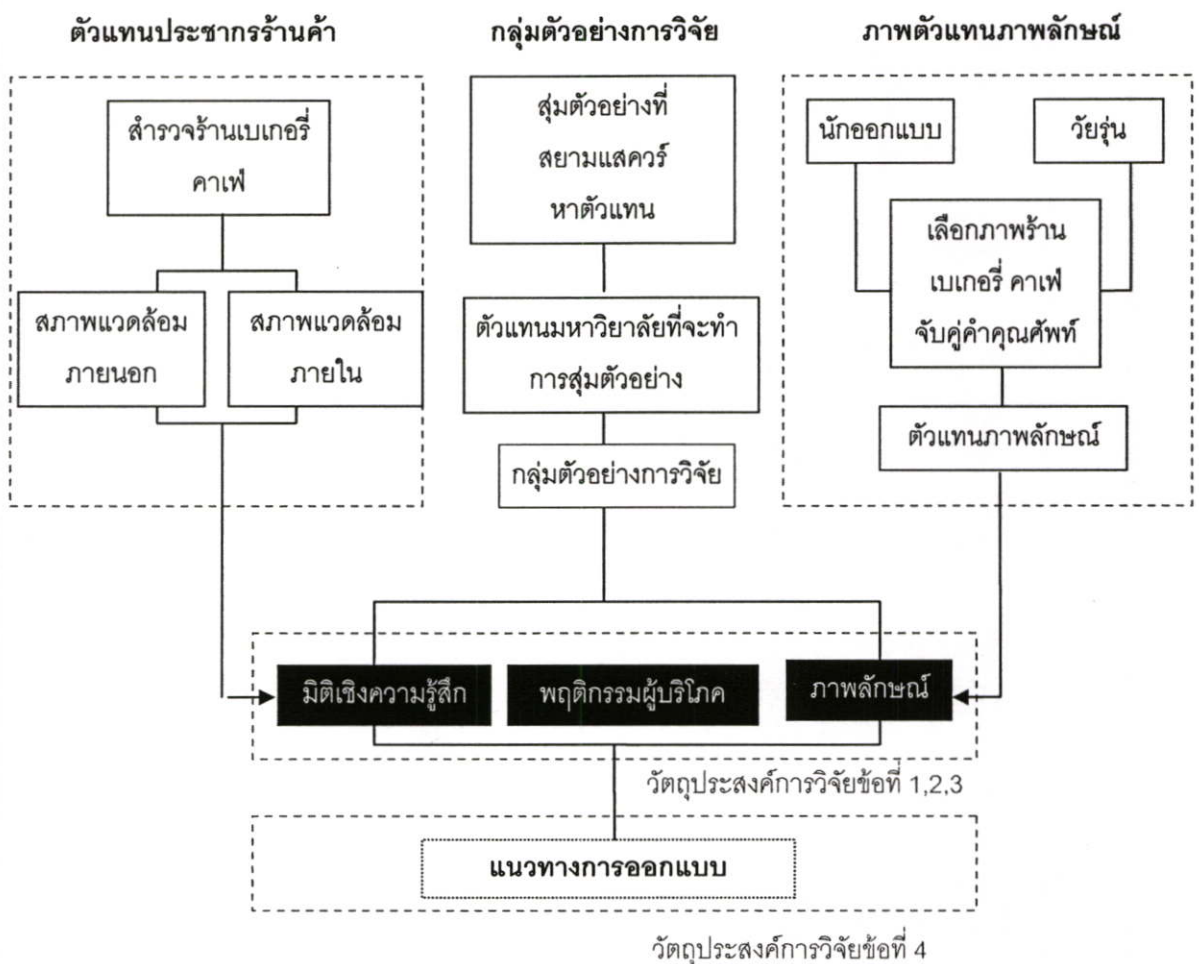 ตัวแทนประชากรร้านค้า
สำรวจร้านเบเกอรี่
คาเฟ่
สภาพแวดล้อม
ภายนอก
สภาพแวดล้อม
ภายใน
กลุ่มตัวอย่างการวิจัย
สุ่มตัวอย่างที่
สยามแสควร์
หาตัวแทน
ตัวแทนมหาวิยาลัยที่จะทำ
การสุ่มตัวอย่าง
กลุ่มตัวอย่างการวิจัย
ภาพตัวแทนภาพลักษณ์
นักออกแบบ
วัยรุ่น
เลือกภาพร้าน
เบเกอรี่ คาเฟ่
จับคู่คำคุณศัพท์
ตัวแทนภาพลักษณ์
มิติเชิงความรู้สึก
พฤติกรรมผู้บริโภค
ภาพลักษณ์
วัตถุประสงค์การวิจัยข้อที่ 1,2,3
แนวทางการออกแบบ
วัตถุประสงค์การวิจัยข้อที่ 4